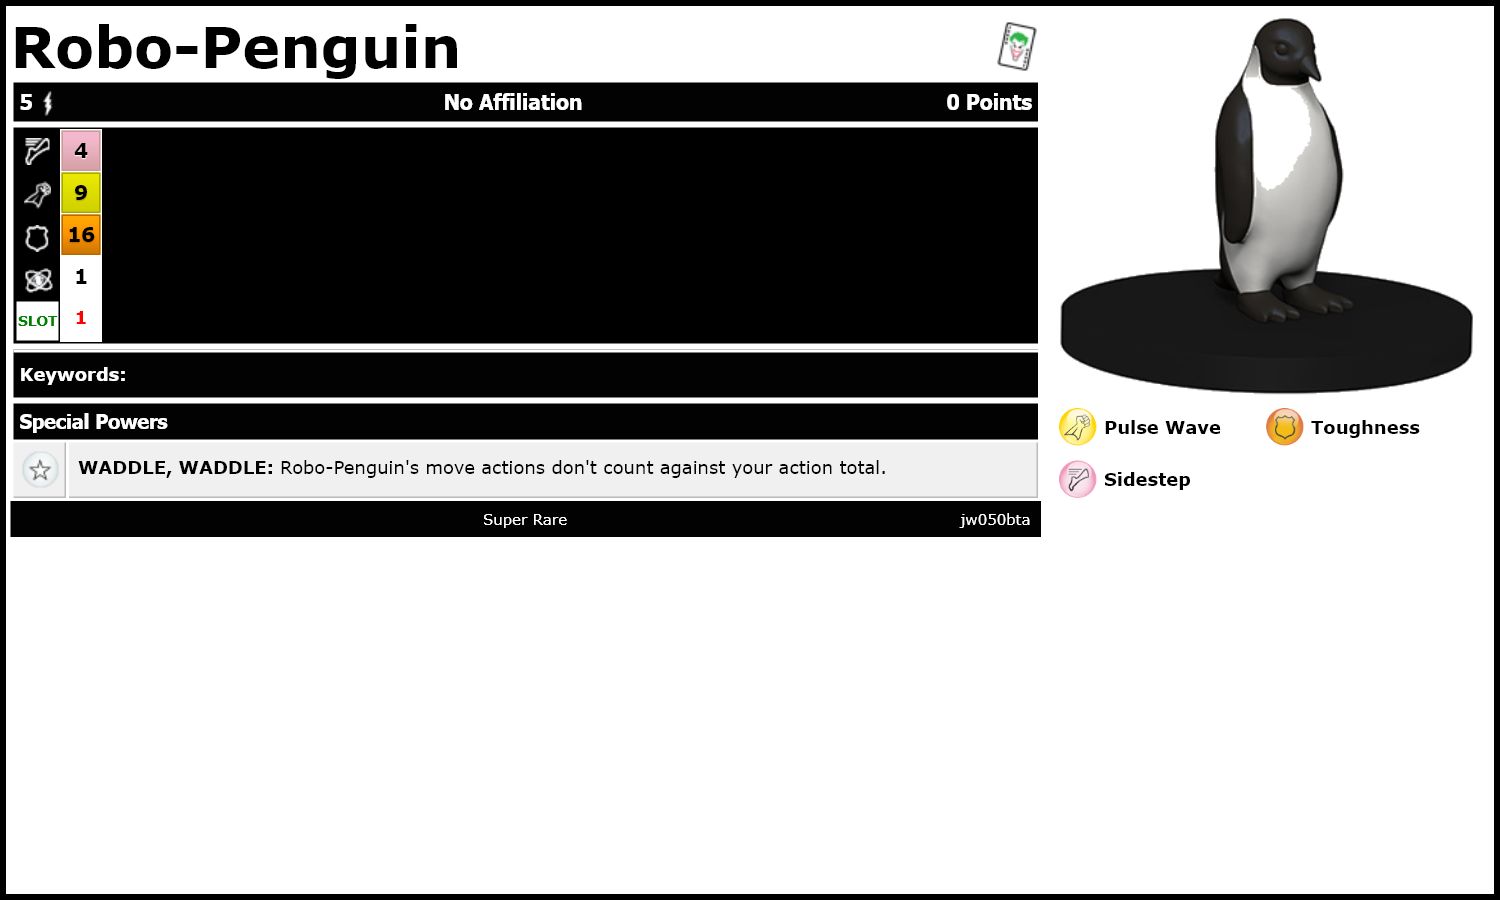 Robo-Penguin
5 No Affiliation 0 Points
4
9
16
1
SLOT 1
Keywords:
Special Powers
WADDLE, WADDLE: Robo-Penguin's move actions don't count against your action total.
Super Rare jw050bta
Pulse Wave Toughness
Sidestep